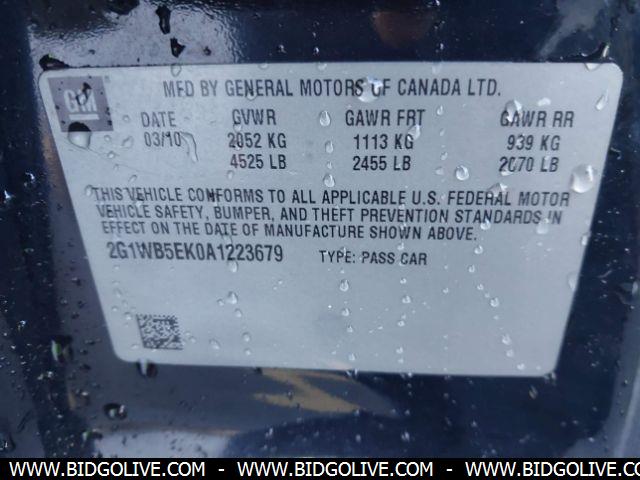 GM
MFD BY GENERAL MOTORS OF CANADA LTD.
DATE GVWR GAWR FRT GAWR RR
03/10 2052 KG 1113 KG 939 KG
4525 LB 2455 LB 2070 LB
THIS VEHICLE CONFORMS TO ALL APPLICABLE U.S. FEDERAL MOTOR
VEHICLE SAFETY, BUMPER, AND THEFT PREVENTION STANDARDS IN
EFFECT ON THE DATE OF MANUFACTURE SHOWN ABOVE.
2G1WB5EK0A1223679 TYPE: PASS CAR
WWW.BIDGOLIVE.COM - WWW.BIDGOLIVE.COM - WWW.BIDGOLIVE.COM - WWW.BIDGOLIVE.COM